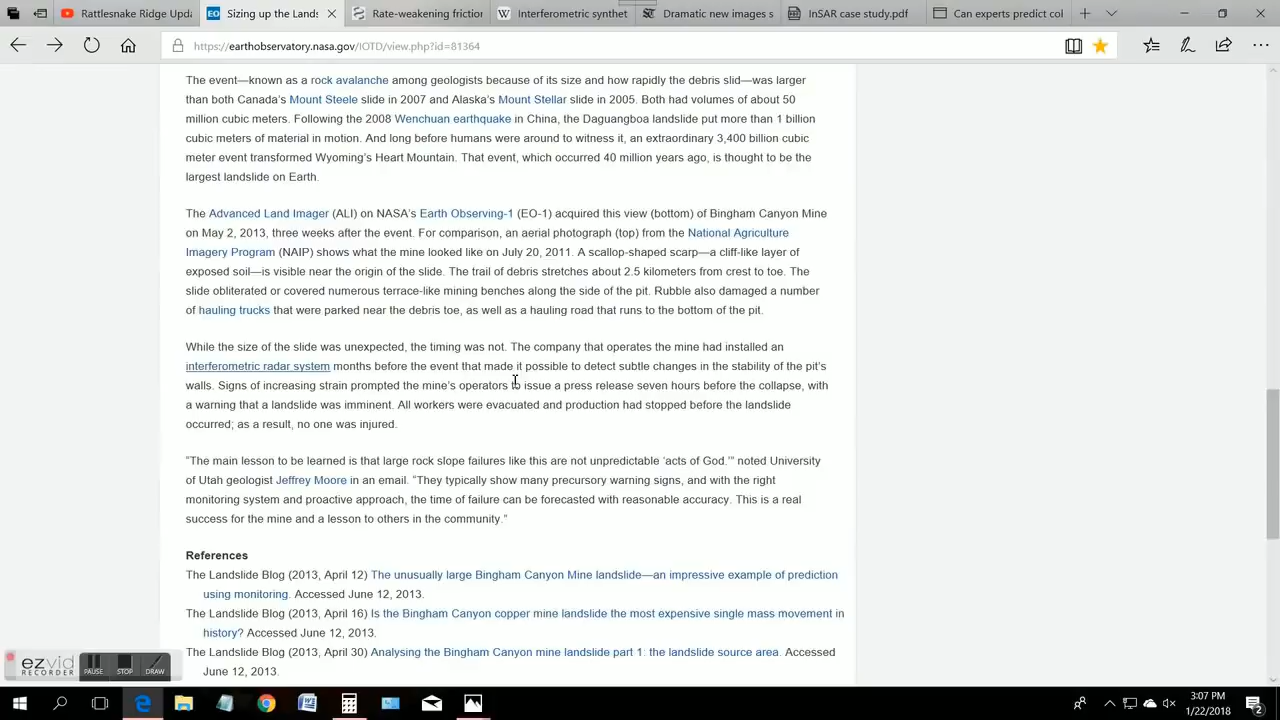 Rattlesnake Ridge Upda
Sizing up the Lands
Rate-weakening friction
Interferometric synthet
Dramatic new images s
InSAR case study.pdf
Can experts predict col
https://earthobservatory.nasa.gov/IOTD/view.php?id=81364
The event—known as a rock avalanche among geologists because of its size and how rapidly the debris slid—was larger
than both Canada's Mount Steele slide in 2007 and Alaska's Mount Stellar slide in 2005. Both had volumes of about 50
million cubic meters. Following the 2008 Wenchuan earthquake in China, the Daguangboa landslide put more than 1 billion
cubic meters of material in motion. And long before humans were around to witness it, an extraordinary 3,400 billion cubic
meter event transformed Wyoming's Heart Mountain. That event, which occurred 40 million years ago, is thought to be the
largest landslide on Earth.
The Advanced Land Imager (ALI) on NASA's Earth Observing-1 (EO-1) acquired this view (bottom) of Bingham Canyon Mine
on May 2, 2013, three weeks after the event. For comparison, an aerial photograph (top) from the National Agriculture
Imagery Program (NAIP) shows what the mine looked like on July 20, 2011. A scallop-shaped scarp—a cliff-like layer of
exposed soil—is visible near the origin of the slide. The trail of debris stretches about 2.5 kilometers from crest to toe. The
slide obliterated or covered numerous terrace-like mining benches along the side of the pit. Rubble also damaged a number
of hauling trucks that were parked near the debris toe, as well as a hauling road that runs to the bottom of the pit.
While the size of the slide was unexpected, the timing was not. The company that operates the mine had installed an
interferometric radar system months before the event that made it possible to detect subtle changes in the stability of the pit's
walls. Signs of increasing strain prompted the mine's operators to issue a press release seven hours before the collapse, with
a warning that a landslide was imminent. All workers were evacuated and production had stopped before the landslide
occurred; as a result, no one was injured.
"The main lesson to be learned is that large rock slope failures like this are not unpredictable 'acts of God.'" noted University
of Utah geologist Jeffrey Moore in an email. "They typically show many precursory warning signs, and with the right
monitoring system and proactive approach, the time of failure can be forecasted with reasonable accuracy. This is a real
success for the mine and a lesson to others in the community."
References
The Landslide Blog (2013, April 12) The unusually large Bingham Canyon Mine landslide—an impressive example of prediction
using monitoring. Accessed June 12, 2013.
The Landslide Blog (2013, April 16) Is the Bingham Canyon copper mine landslide the most expensive single mass movement in
history? Accessed June 12, 2013.
The Landslide Blog (2013, April 30) Analysing the Bingham Canyon mine landslide part 1: the landslide source area. Accessed
June 12, 2013.
ezvid
RECORDER
PAUSE
STOP
DRAW
3:07 PM
1/22/2018
2